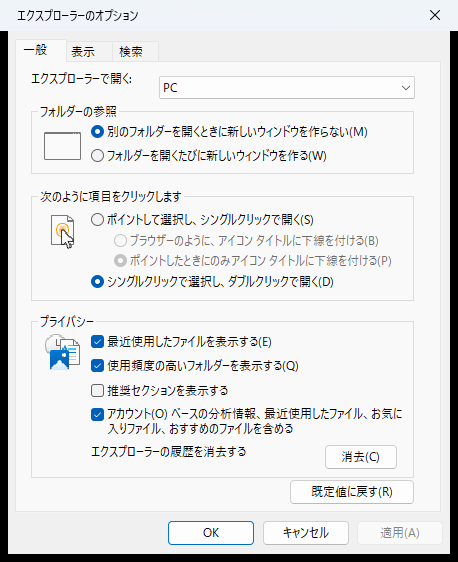 エクスプローラーのオプション
一般 表示 検索
エクスプローラーで開く: PC
フォルダーの参照
別のフォルダーを開くときに新しいウィンドウを作らない(M)
フォルダーを開くたびに新しいウィンドウを作る(W)
次のように項目をクリックします
ポイントして選択し、シングルクリックで開く(S)
ブラウザーのように、アイコン タイトルに下線を付ける(B)
ポイントしたときにのみアイコン タイトルに下線を付ける(P)
シングルクリックで選択し、ダブルクリックで開く(D)
プライバシー
最近使用したファイルを表示する(E)
使用頻度の高いフォルダーを表示する(Q)
推奨セクションを表示する
アカウント(O) ベースの分析情報、最近使用したファイル、お気に
入りファイル、おすすめのファイルを含める
エクスプローラーの履歴を消去する
消去(C)
既定値に戻す(R)
OK キャンセル 適用(A)